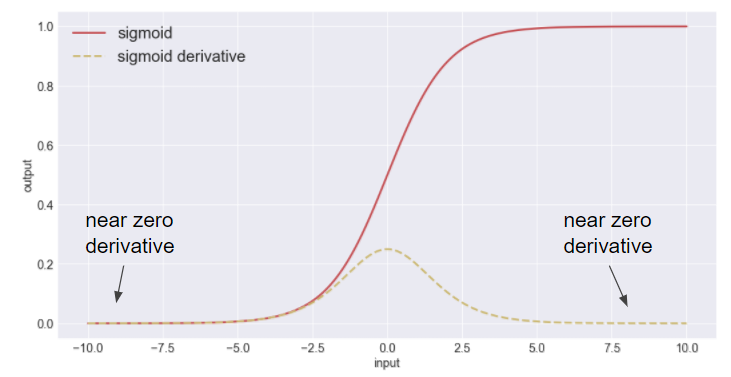 sigmoid
sigmoid derivative
1.0
0.8
0.6
0.4
0.2
0.0
output
near zero
derivative
near zero
derivative
−10.0 −7.5 −5.0 −2.5 0.0 2.5 5.0 7.5 10.0
input